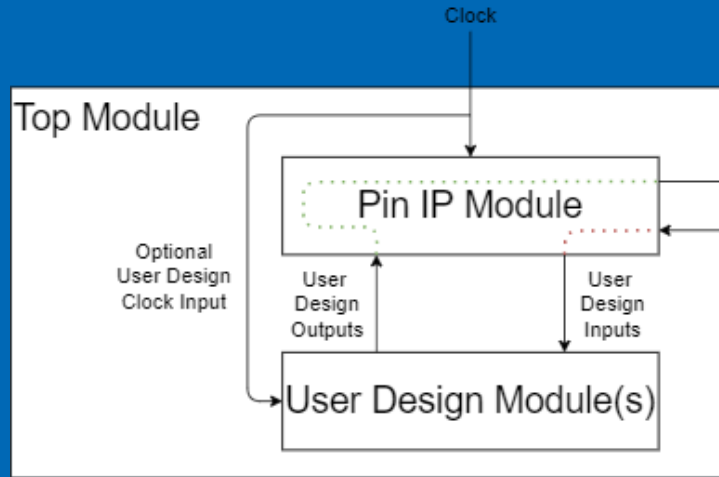 Clock
Top Module
Pin IP Module
Optional
User Design
Clock Input
User
Design
Outputs
User
Design
Inputs
User Design Module(s)